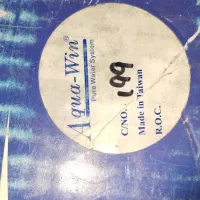 Aqua-Win®
Pure Water System
C/NO.: 199
Made in Taiwan
R.O.C.